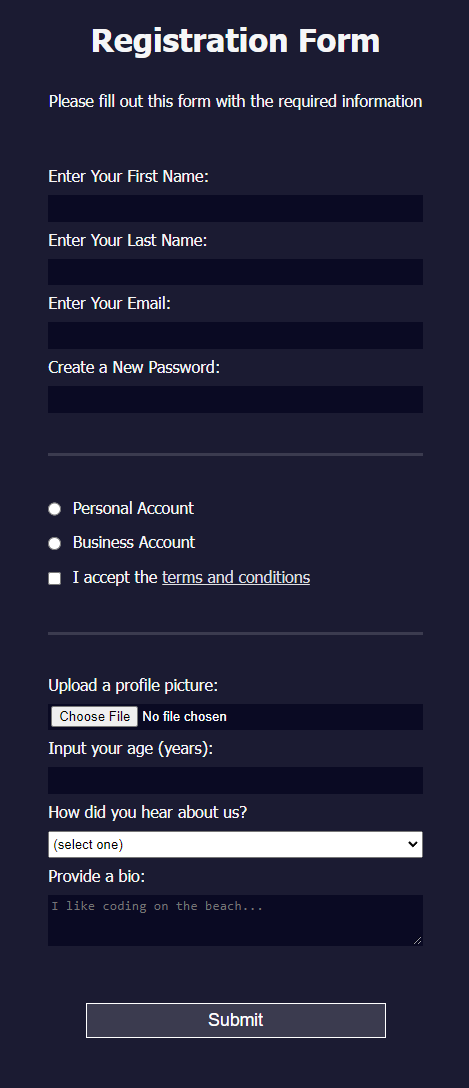 Registration Form
Please fill out this form with the required information
Enter Your First Name:
Enter Your Last Name:
Enter Your Email:
Create a New Password:
Personal Account
Business Account
I accept the terms and conditions
Upload a profile picture:
Choose File No file chosen
Input your age (years):
How did you hear about us?
(select one)
Provide a bio:
I like coding on the beach...
Submit